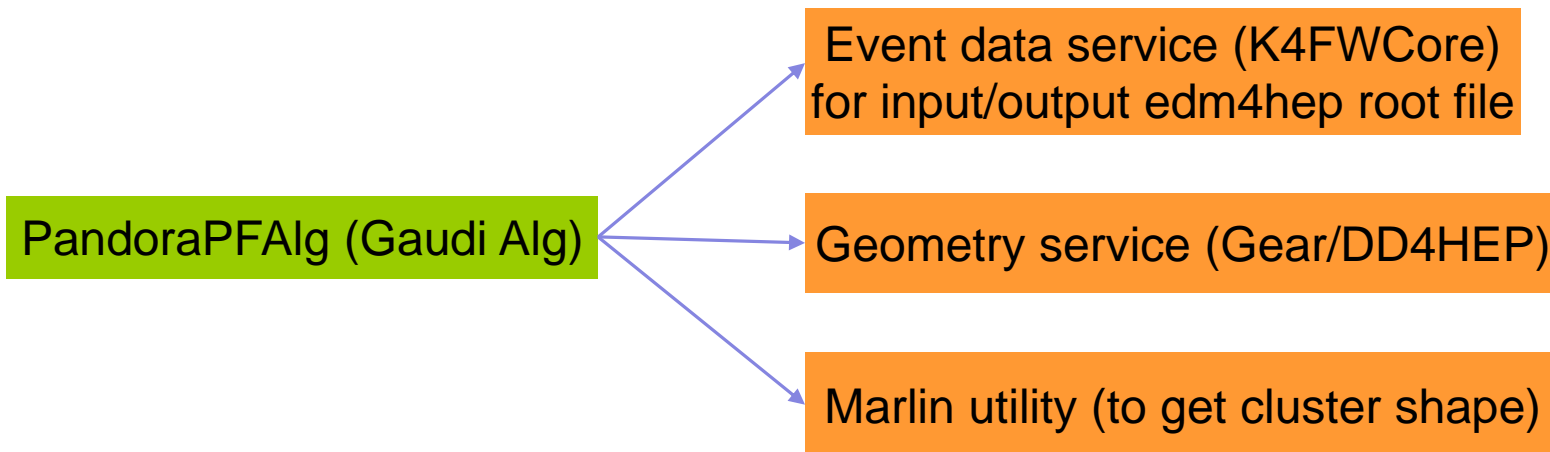 Event data service (K4FWCore)
for input/output edm4hep root file
PandoraPFAlg (Gaudi Alg)
Geometry service (Gear/DD4HEP)
Marlin utility (to get cluster shape)